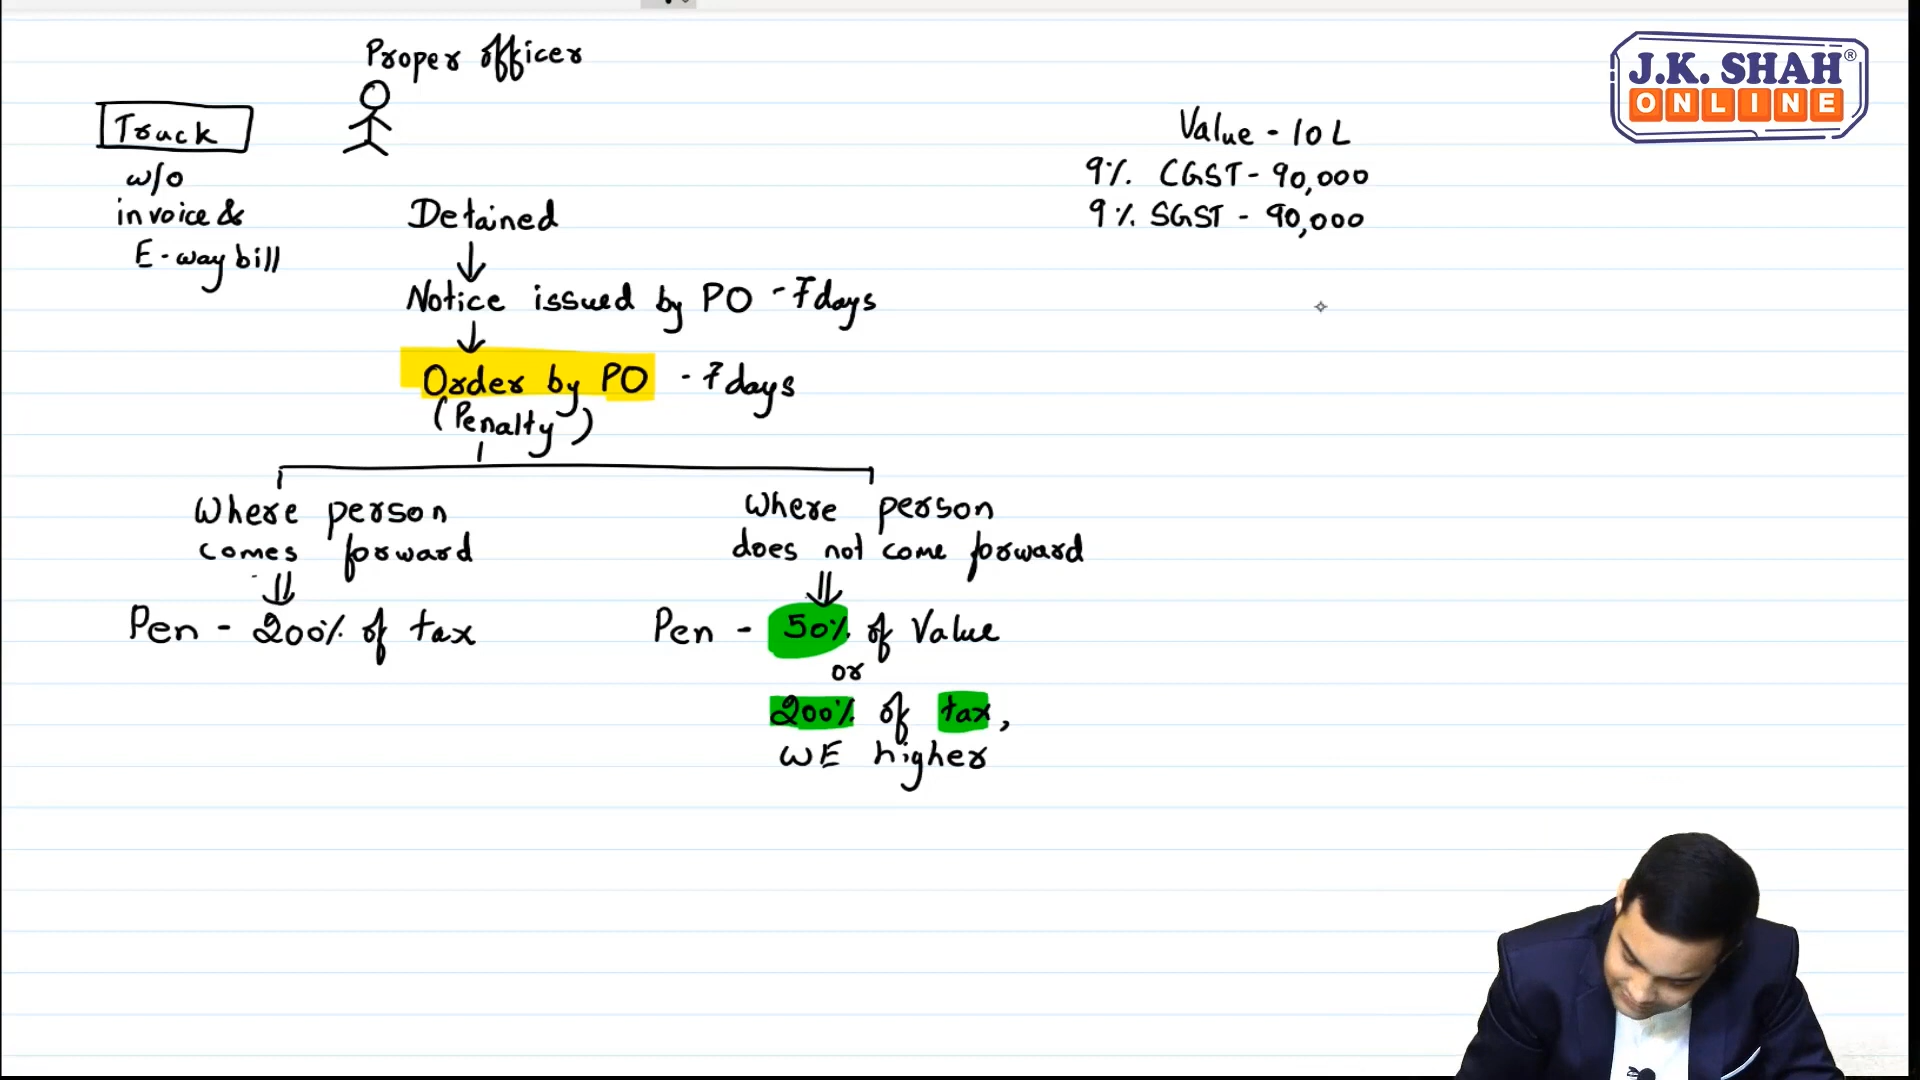 Proper officer
J.K. SHAH®
ONLINE
Truck
w/o
invoice &
E-way bill
Value - 10 L
9% CGST - 90,000
9% SGST - 90,000
Detained
Notice issued by PO - 7 days
Order by PO - 7 days
(Penalty)
Where person
comes forward
Pen - 200% of tax
Where person
does not come forward
Pen - 50% of Value
or
200% of tax,
WE higher